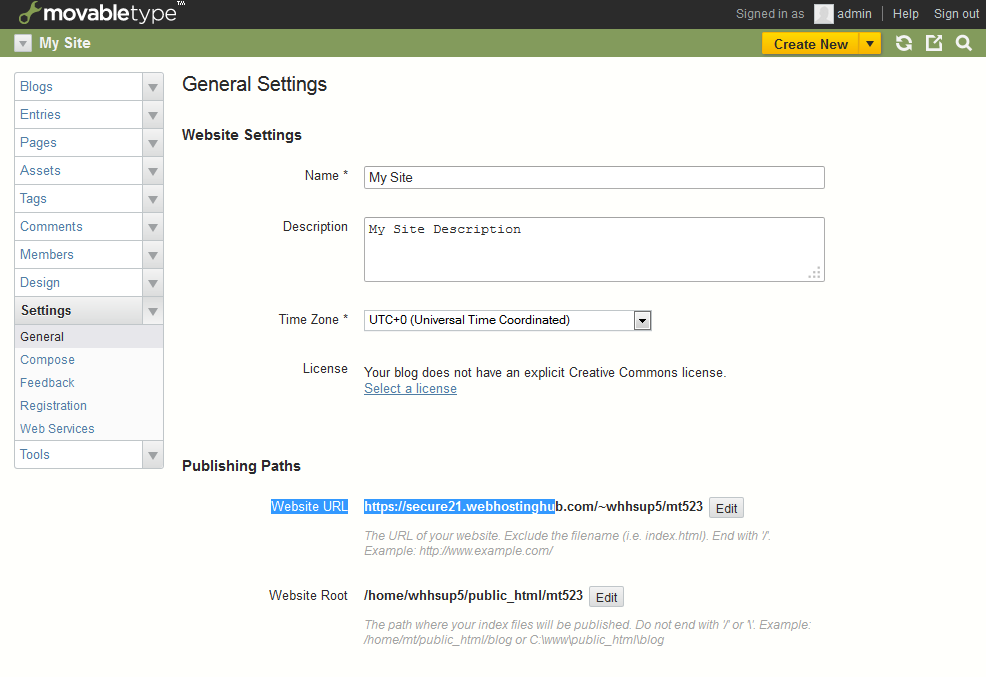 movabletype™
Signed in as admin | Help Sign out
My Site
Create New
Blogs
Entries
Pages
Assets
Tags
Comments
Members
Design
Settings
General
Compose
Feedback
Registration
Web Services
Tools
General Settings
Website Settings
Name * My Site
Description My Site Description
Time Zone * UTC+0 (Universal Time Coordinated)
License Your blog does not have an explicit Creative Commons license.
Select a license
Publishing Paths
Website URL https://secure21.webhostinghub.com/~whhsup5/mt523 Edit
The URL of your website. Exclude the filename (i.e. index.html). End with '/'.
Example: http://www.example.com/
Website Root /home/whhsup5/public_html/mt523 Edit
The path where your index files will be published. Do not end with '/' or '\'. Example:
/home/mt/public_html/blog or C:\www\public_html\blog